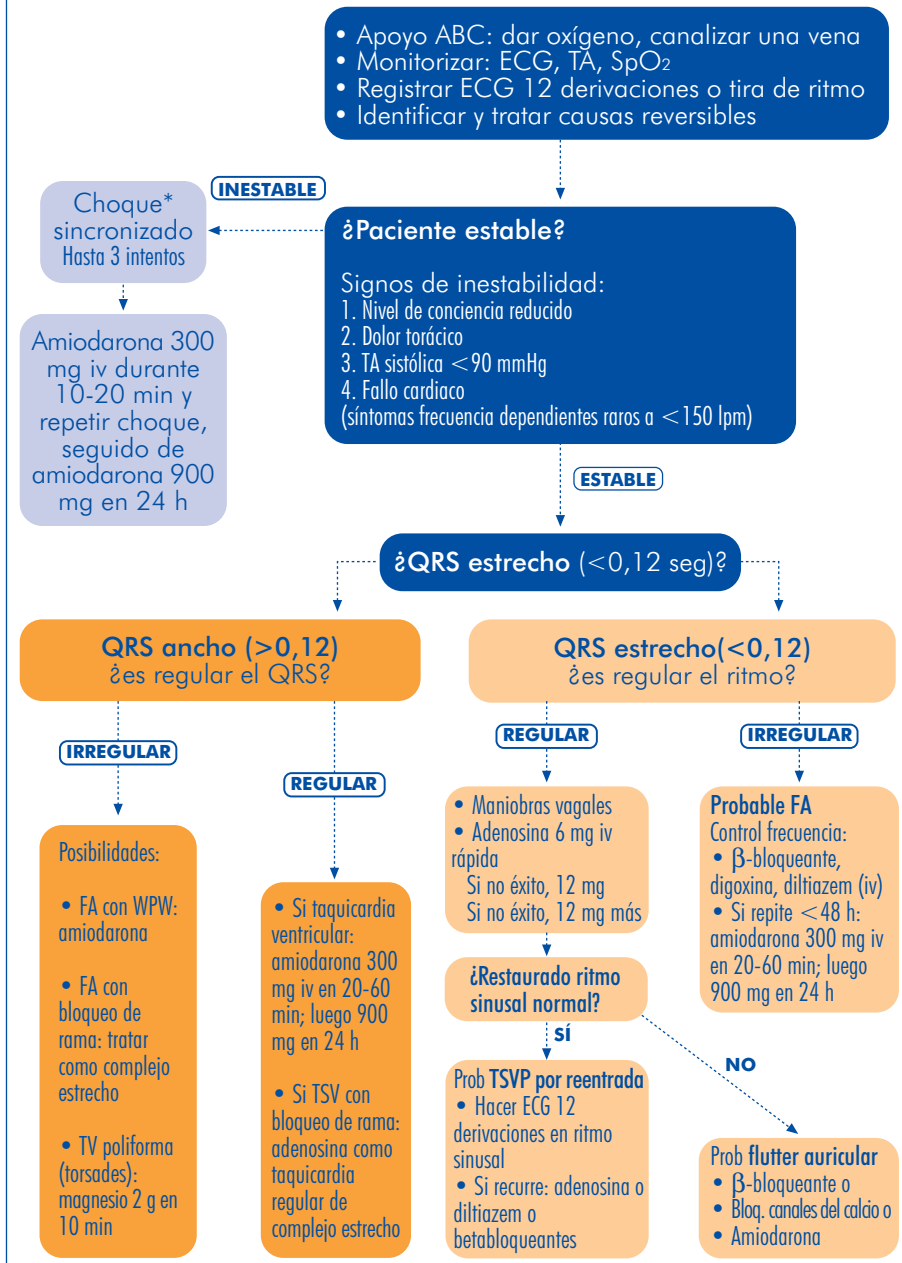 • Apoyo ABC: dar oxígeno, canalizar una vena
• Monitorizar: ECG, TA, SpO₂
• Registrar ECG 12 derivaciones o tira de ritmo
• Identificar y tratar causas reversibles
INESTABLE
Choque*
sincronizado
Hasta 3 intentos
Amiodarona 300
mg iv durante
10-20 min y
repetir choque,
seguido de
amiodarona 900
mg en 24 h
¿Paciente estable?
Signos de inestabilidad:
1. Nivel de conciencia reducido
2. Dolor torácico
3. TA sistólica <90 mmHg
4. Fallo cardiaco
(síntomas frecuencia dependientes raros a <150 lpm)
ESTABLE
¿QRS estrecho (<0,12 seg)?
QRS ancho (>0,12)
¿es regular el QRS?
IRREGULAR
Posibilidades:
• FA con WPW:
amiodarona
• FA con
bloqueo de
rama: tratar
como complejo
estrecho
• TV poliforma
(torsades):
magnesio 2 g en
10 min
REGULAR
• Si taquicardia
ventricular:
amiodarona 300
mg iv en 20-60
min; luego 900
mg en 24 h
• Si TSV con
bloqueo de rama:
adenosina como
taquicardia
regular de
complejo estrecho
QRS estrecho(<0,12)
¿es regular el ritmo?
REGULAR
• Maniobras vagales
• Adenosina 6 mg iv
rápida
Si no éxito, 12 mg
Si no éxito, 12 mg más
¿Restaurado ritmo
sinusal normal?
SÍ
Prob TSVP por reentrada
• Hacer ECG 12
derivaciones en ritmo
sinusal
• Si recurre: adenosina o
diltiazem o
betabloqueantes
IRREGULAR
Probable FA
Control frecuencia:
• β-bloqueante,
digoxina, diltiazem (iv)
• Si repite <48 h:
amiodarona 300 mg iv
en 20-60 min; luego
900 mg en 24 h
NO
Prob flutter auricular
• β-bloqueante o
• Bloq. canales del calcio o
• Amiodarona